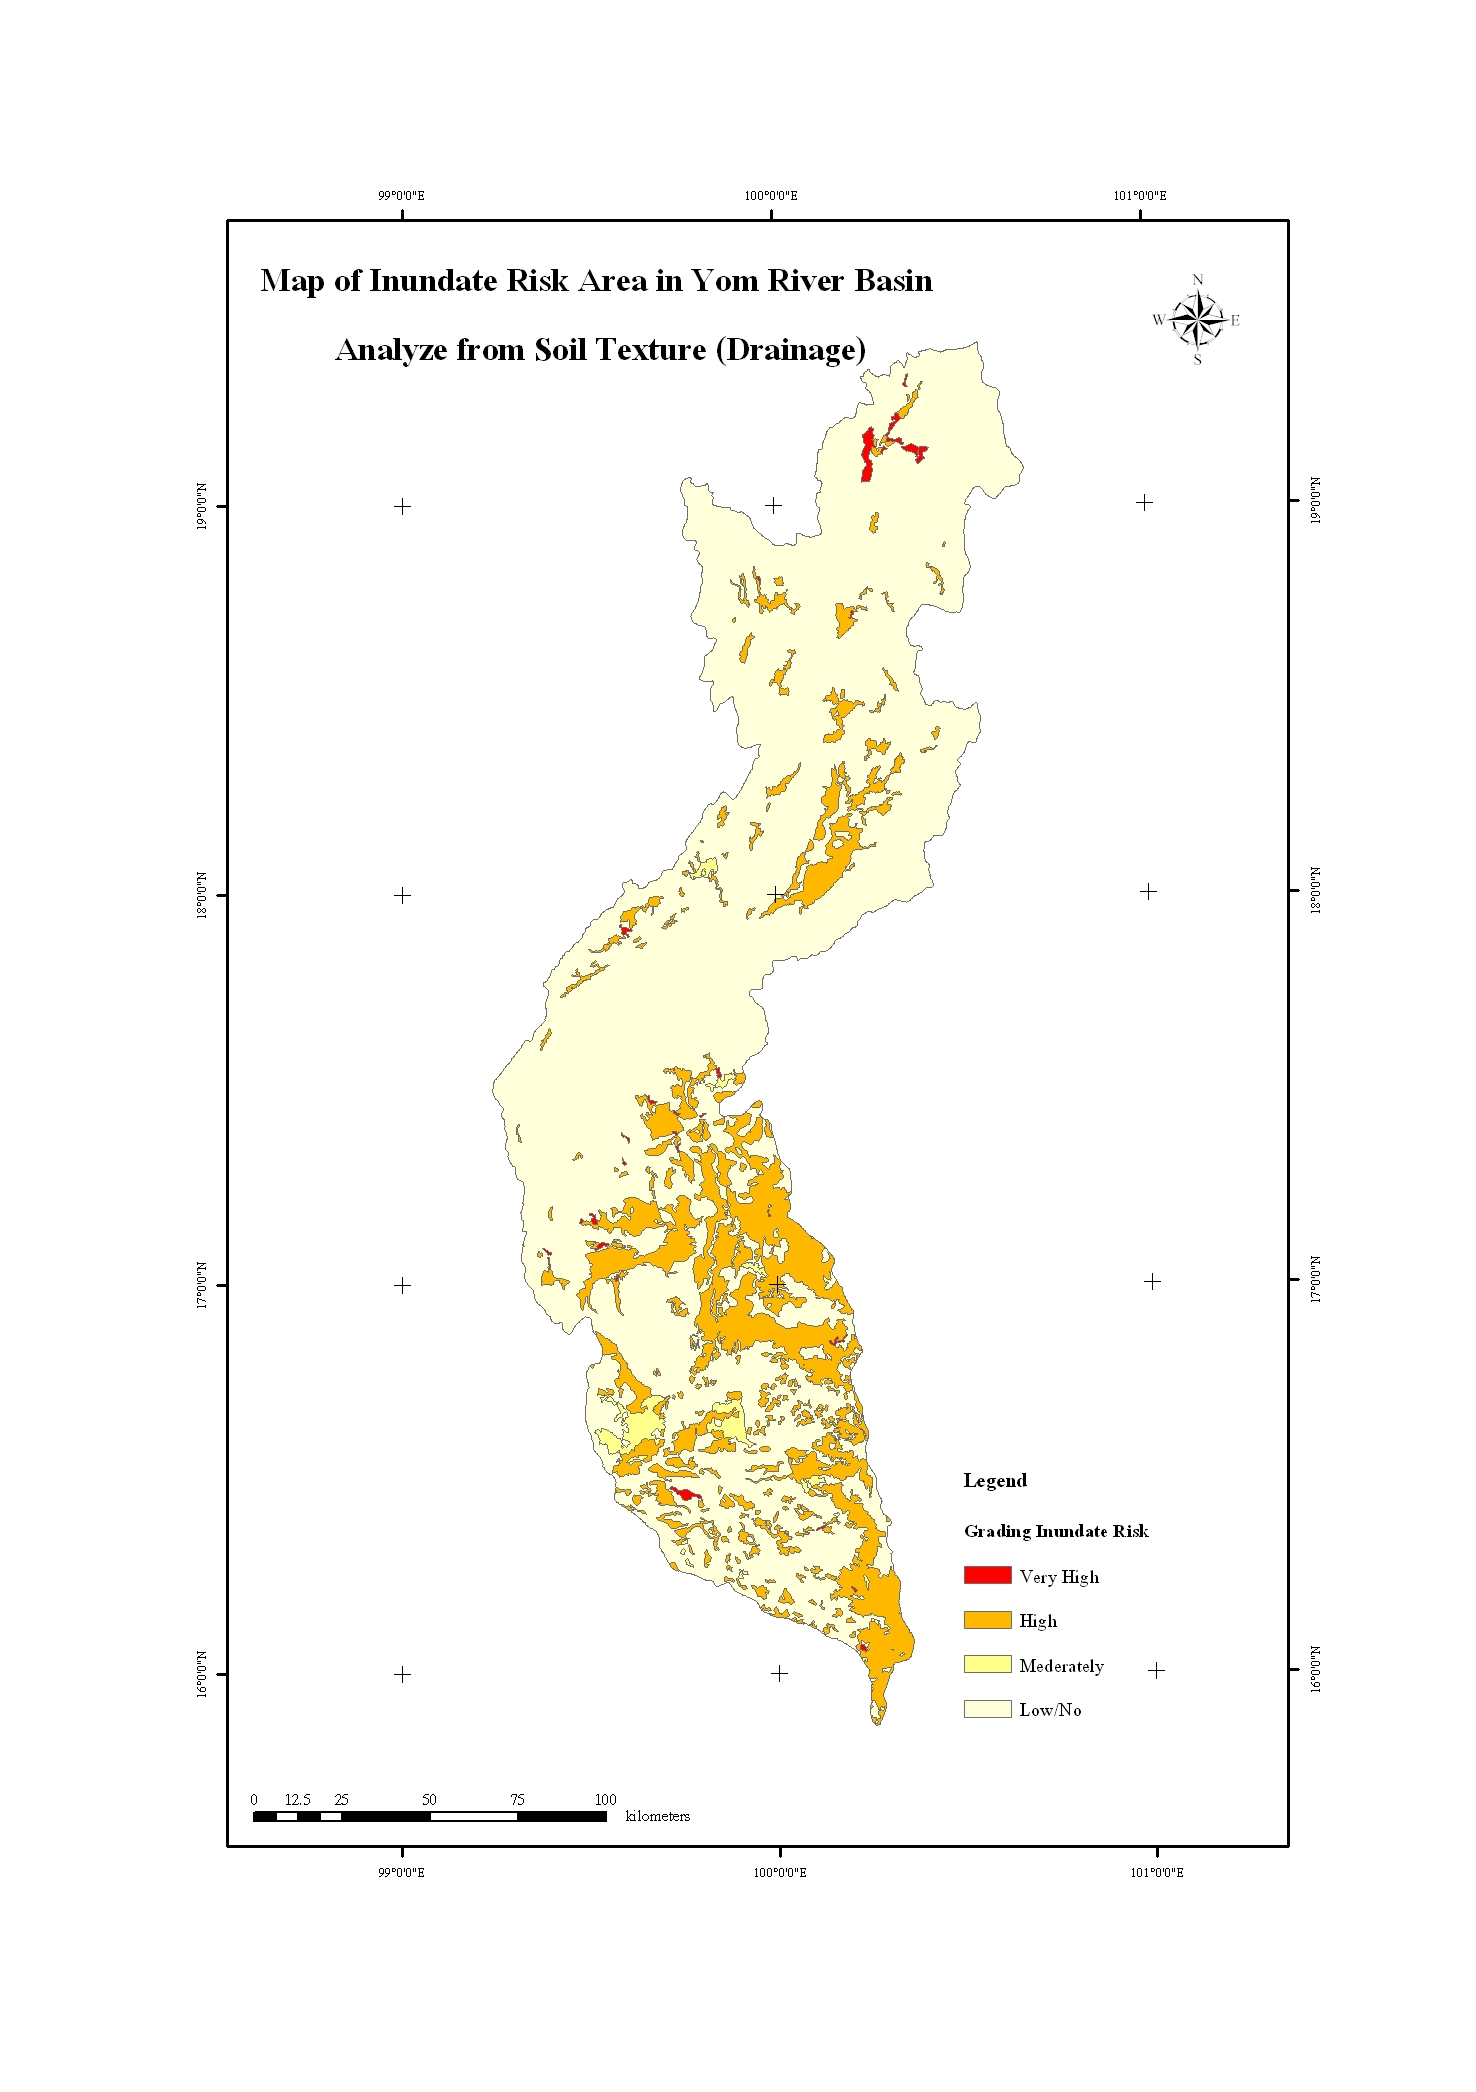 99°0'0"E 100°0'0"E 101°0'0"E
Map of Inundate Risk Area in Yom River Basin
Analyze from Soil Texture (Drainage)
N
W E
S
19°0'0"N 19°0'0"N
18°0'0"N 18°0'0"N
17°0'0"N 17°0'0"N
Legend
Grading Inundate Risk
Very High
High
Mederately
Low/No
16°0'0"N 16°0'0"N
0 12.5 25 50 75 100
kilometers
99°0'0"E 100°0'0"E 101°0'0"E